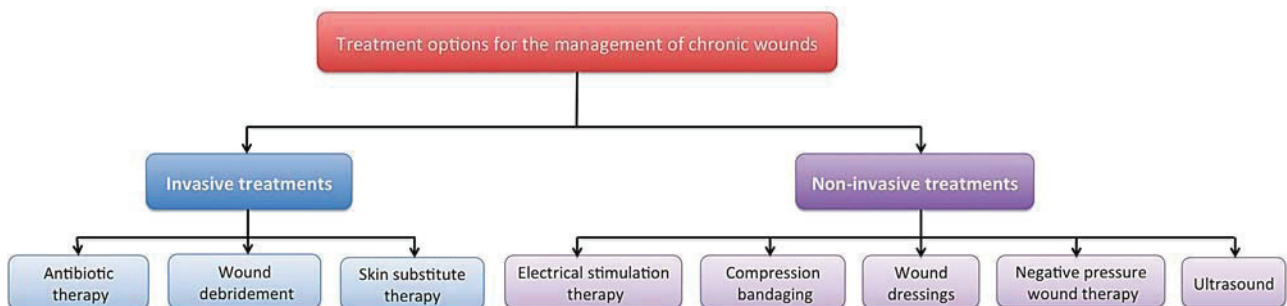 Treatment options for the management of chronic wounds
Invasive treatments
Non-invasive treatments
Antibiotic
therapy
Wound
debridement
Skin substitute
therapy
Electrical stimulation
therapy
Compression
bandaging
Wound
dressings
Negative pressure
wound therapy
Ultrasound